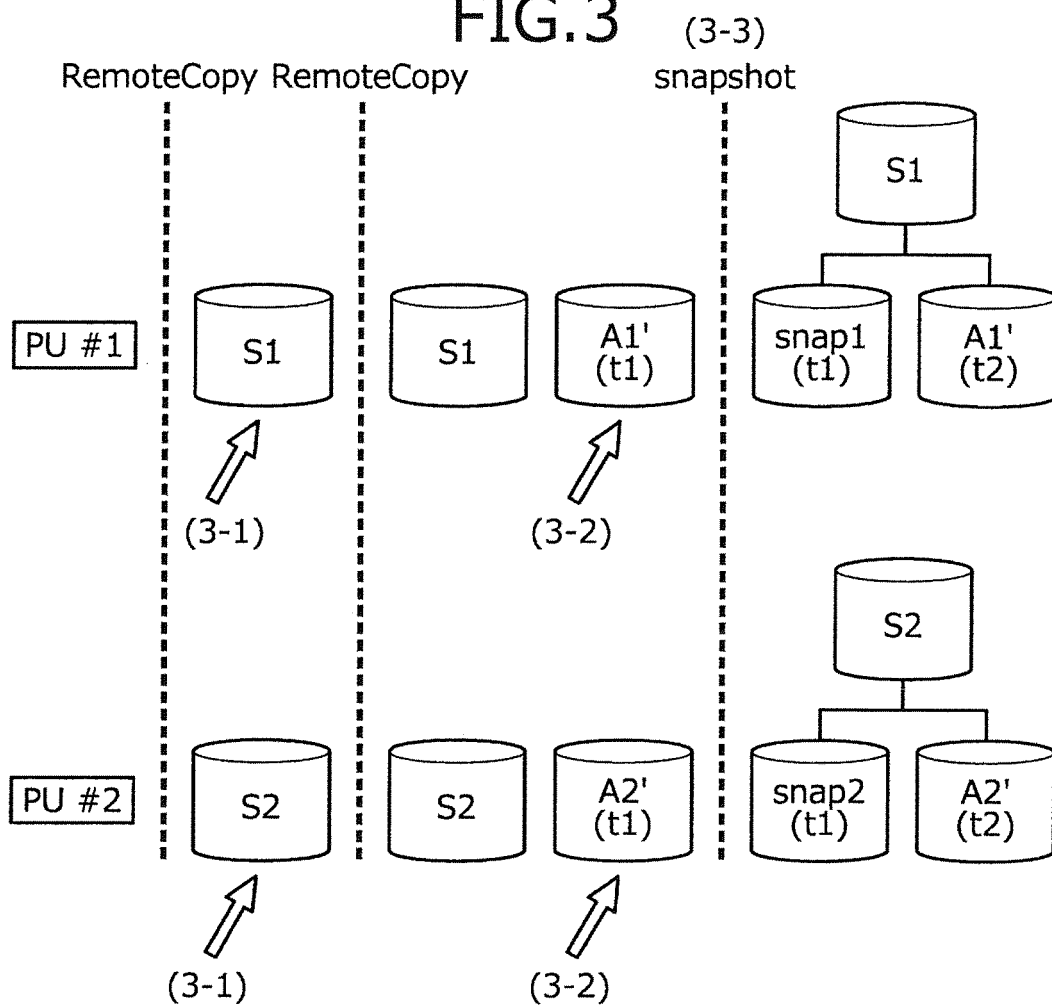 FIG.3
(3-3)
RemoteCopy RemoteCopy snapshot
S1
PU #1
S1
S1
A1'
(t1)
snap1
(t1)
A1'
(t2)
(3-1)
(3-2)
S2
PU #2
S2
S2
A2'
(t1)
snap2
(t1)
A2'
(t2)
(3-1)
(3-2)